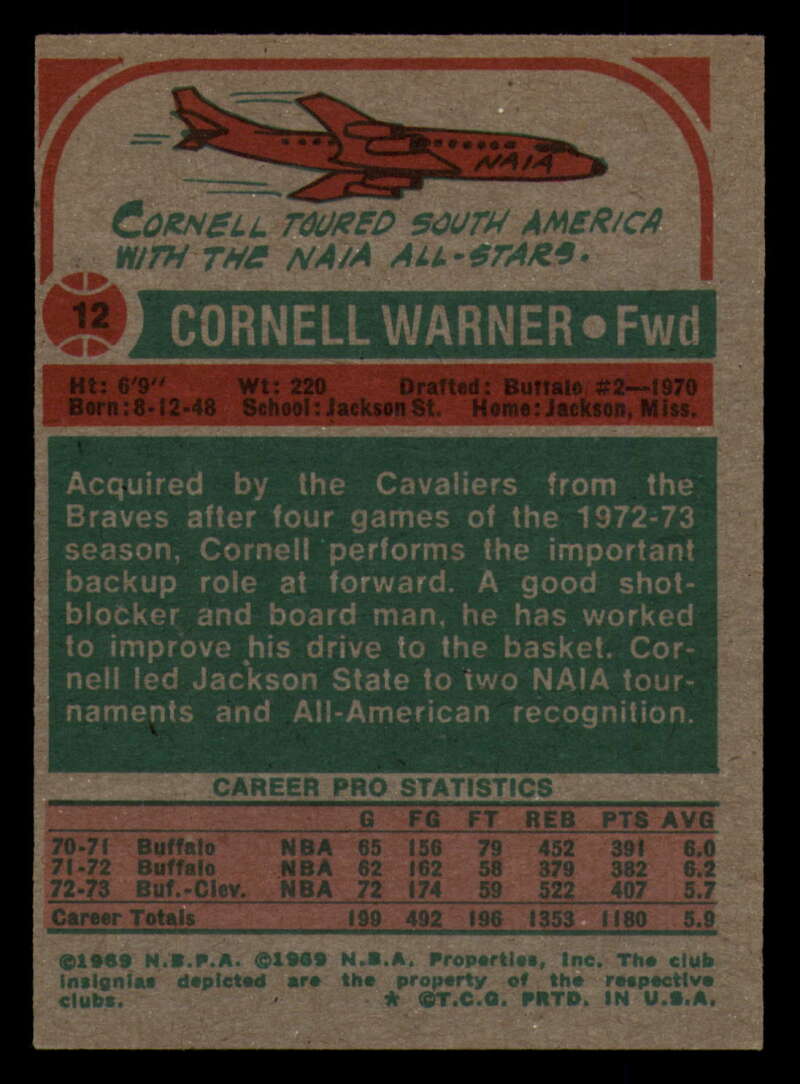 NAIA
CORNELL TOURED SOUTH AMERICA
WITH THE NAIA ALL-STARS.
12
CORNELL WARNER • Fwd
Ht: 6'9" Wt: 220 Drafted: Buffalo #2—1970
Born: 8-12-48 School: Jackson St. Home: Jackson, Miss.
Acquired by the Cavaliers from the
Braves after four games of the 1972-73
season, Cornell performs the important
backup role at forward. A good shot-
blocker and board man, he has worked
to improve his drive to the basket. Cor-
nell led Jackson State to two NAIA tour-
naments and All-American recognition.
CAREER PRO STATISTICS
G FG FT REB PTS AVG
70-71 Buffalo NBA 65 156 79 452 391 6.0
71-72 Buffalo NBA 62 162 58 379 382 6.2
72-73 Buf.-Clev. NBA 72 174 59 522 407 5.7
Career Totals 199 492 196 1353 1180 5.9
©1969 N.B.P.A. ©1969 N.B.A. Properties, Inc. The club
insignias depicted are the property of the respective
clubs. * ©T.C.G. PRTD. IN U.S.A.